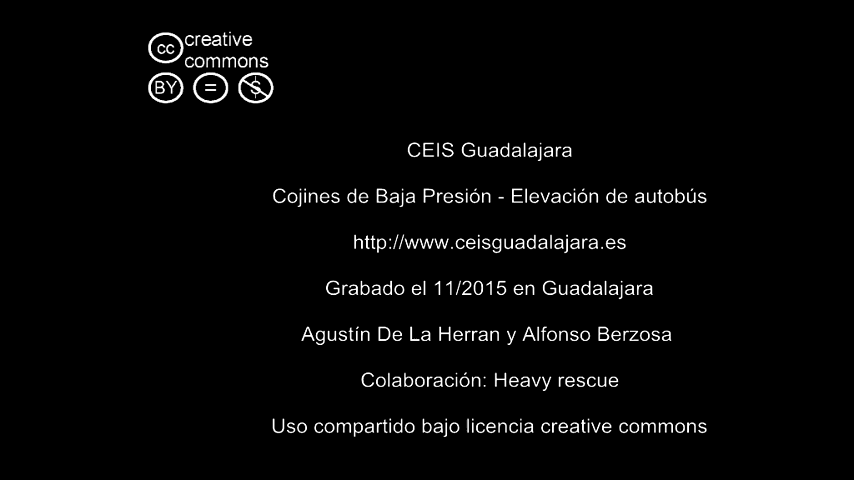 cc creative
commons
BY = $
CEIS Guadalajara
Cojines de Baja Presión - Elevación de autobús
http://www.ceisguadalajara.es
Grabado el 11/2015 en Guadalajara
Agustín De La Herran y Alfonso Berzosa
Colaboración: Heavy rescue
Uso compartido bajo licencia creative commons